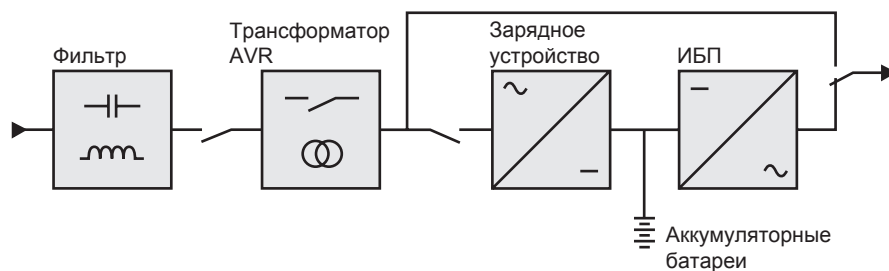 Фильтр
Трансформатор
AVR
Зарядное
устройство
ИБП
Аккумуляторные
батареи